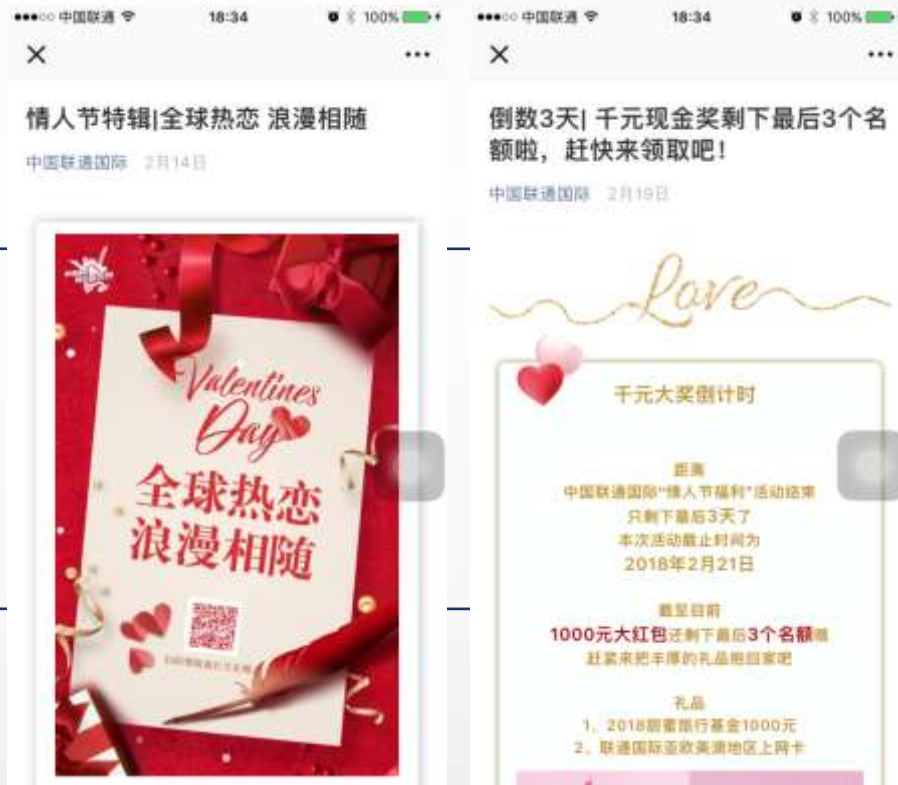 中国联通
18:34
100%
情人节特辑|全球热恋 浪漫相随
中国联通国际 2月14日
Valentines
Day
全球热恋
浪漫相随
中国联通
18:34
100%
倒数3天| 千元现金奖剩下最后3个名
额啦，赶快来领取吧！
中国联通国际 2月19日
Love
千元大奖倒计时
距离
中国联通国际“情人节福利”活动结束
只剩下最后3天了
本次活动截止时间为
2018年2月21日
截至目前
1000元大红包还剩下最后3个名额哦
赶紧来把丰厚的礼品抱回家吧
礼品
1、2018甜蜜旅行基金1000元
2、联通国际亚欧美澳地区上网卡